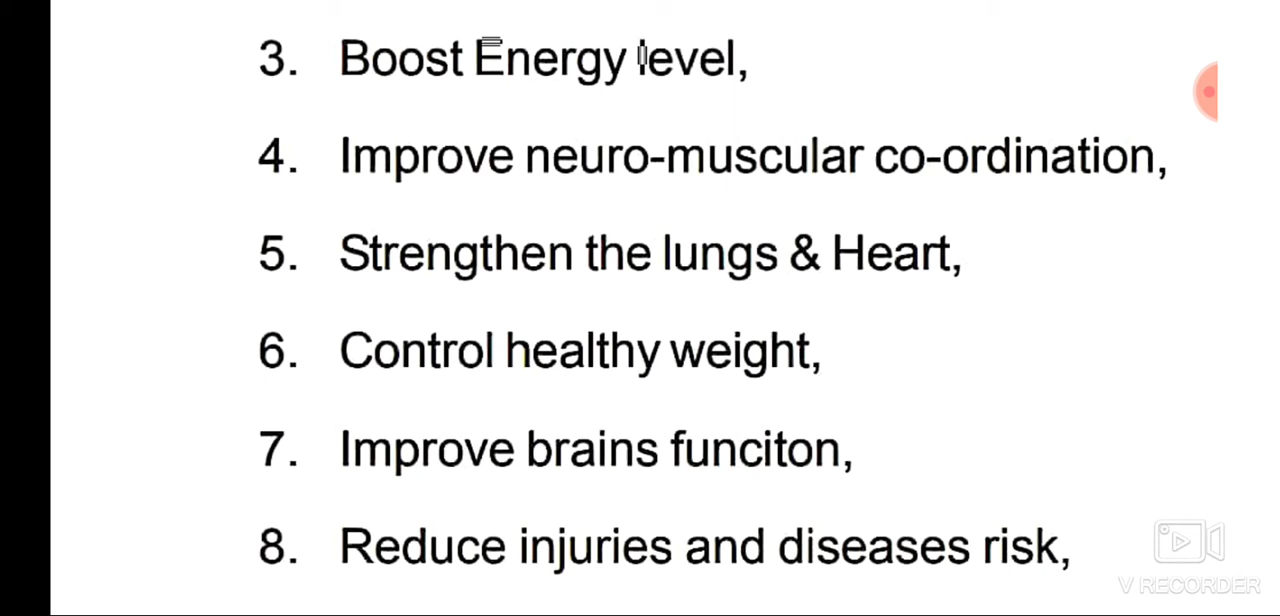 3. Boost Energy level,
4. Improve neuro-muscular co-ordination,
5. Strengthen the lungs & Heart,
6. Control healthy weight,
7. Improve brains funciton,
8. Reduce injuries and diseases risk,
V RECORDER